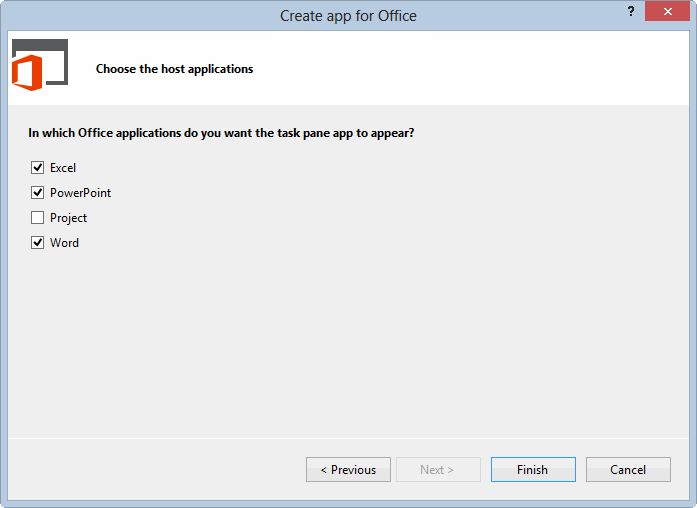 Create app for Office
?
Choose the host applications
In which Office applications do you want the task pane app to appear?
Excel
PowerPoint
Project
Word
< Previous Next > Finish Cancel